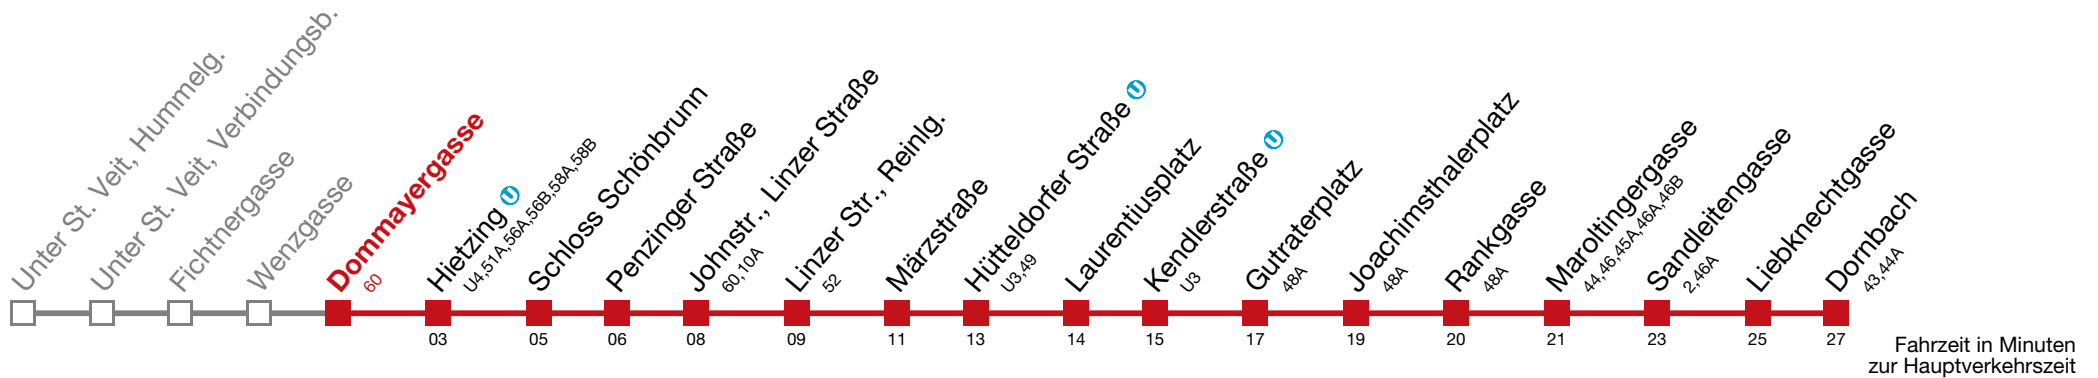 Unter St. Veit, Hummelg.
Unter St. Veit, Verbindungsb.
Fichtnergasse
Wenzgasse
Dommayergasse
60
Hietzing U
U4,51A,56A,56B,58A,58B
Schloss Schönbrunn
Penzinger Straße
Johnstr., Linzer Straße
60,10A
Linzer Str., Reinlg.
52
Märzstraße
Hütteldorfer Straße U
U3,49
Laurentiusplatz
Kendlerstraße U
U3
Gutraterplatz
48A
Joachimsthalerplatz
48A
Rankgasse
48A
Maroltingergasse
44,46,45A,46A,46B
Sandleitengasse
2,46A
Liebknechtgasse
Dornbach
43,44A
03 05 06 08 09 11 13 14 15 17 19 20 21 23 25 27
Fahrzeit in Minuten
zur Hauptverkehrszeit